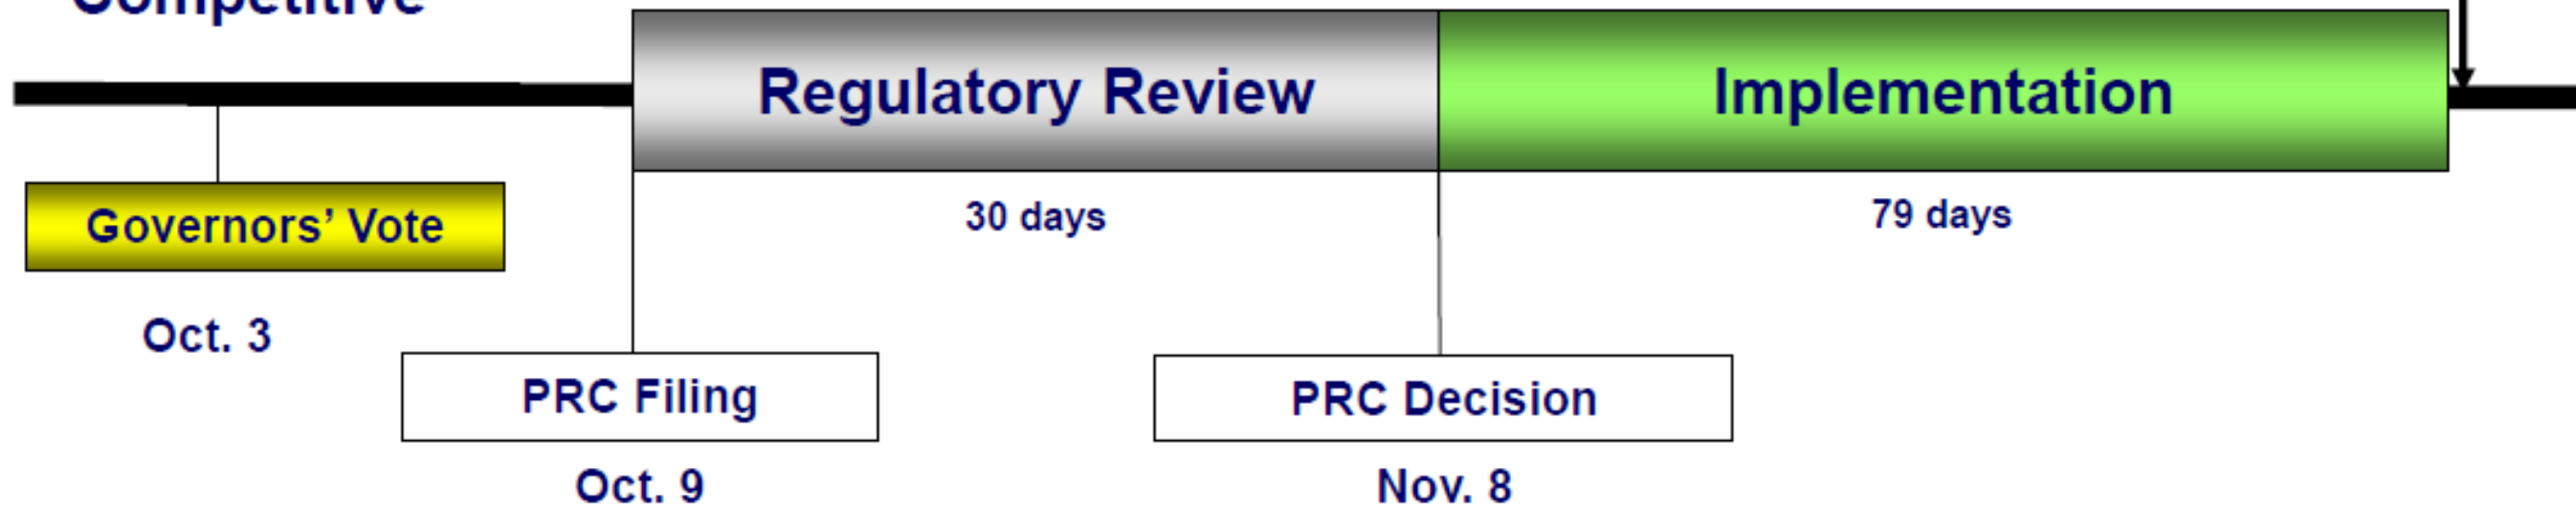 Competitive
Regulatory Review
Implementation
30 days
79 days
Governors’ Vote
Oct. 3
PRC Filing
PRC Decision
Oct. 9
Nov. 8